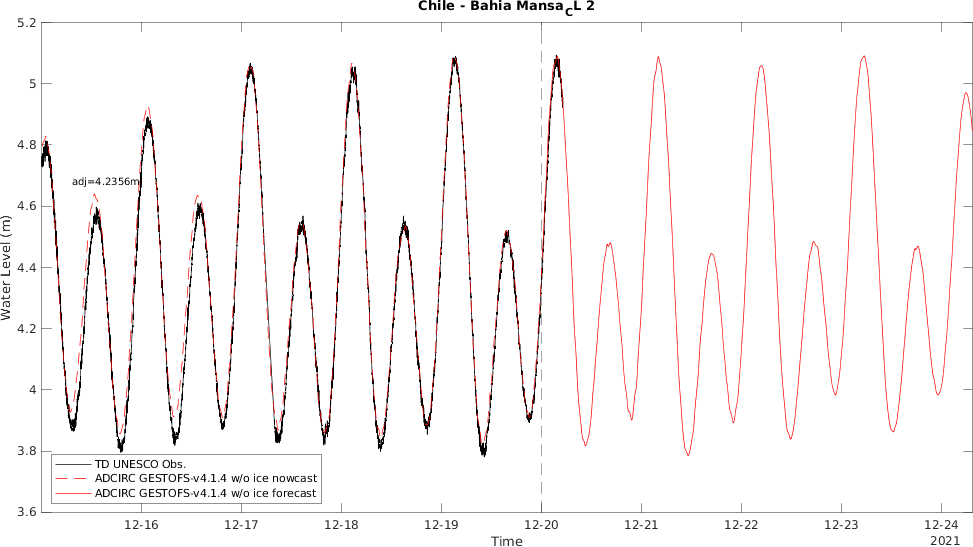 Chile - Bahia Mansa_CL 2
5.2
5
4.8
4.6
4.4
4.2
4
3.8
3.6
Water Level (m)
adj=4.2356m
TD UNESCO Obs.
ADCIRC GESTOFS-v4.1.4 w/o ice nowcast
ADCIRC GESTOFS-v4.1.4 w/o ice forecast
12-16 12-17 12-18 12-19 12-20 12-21 12-22 12-23 12-24
Time 2021